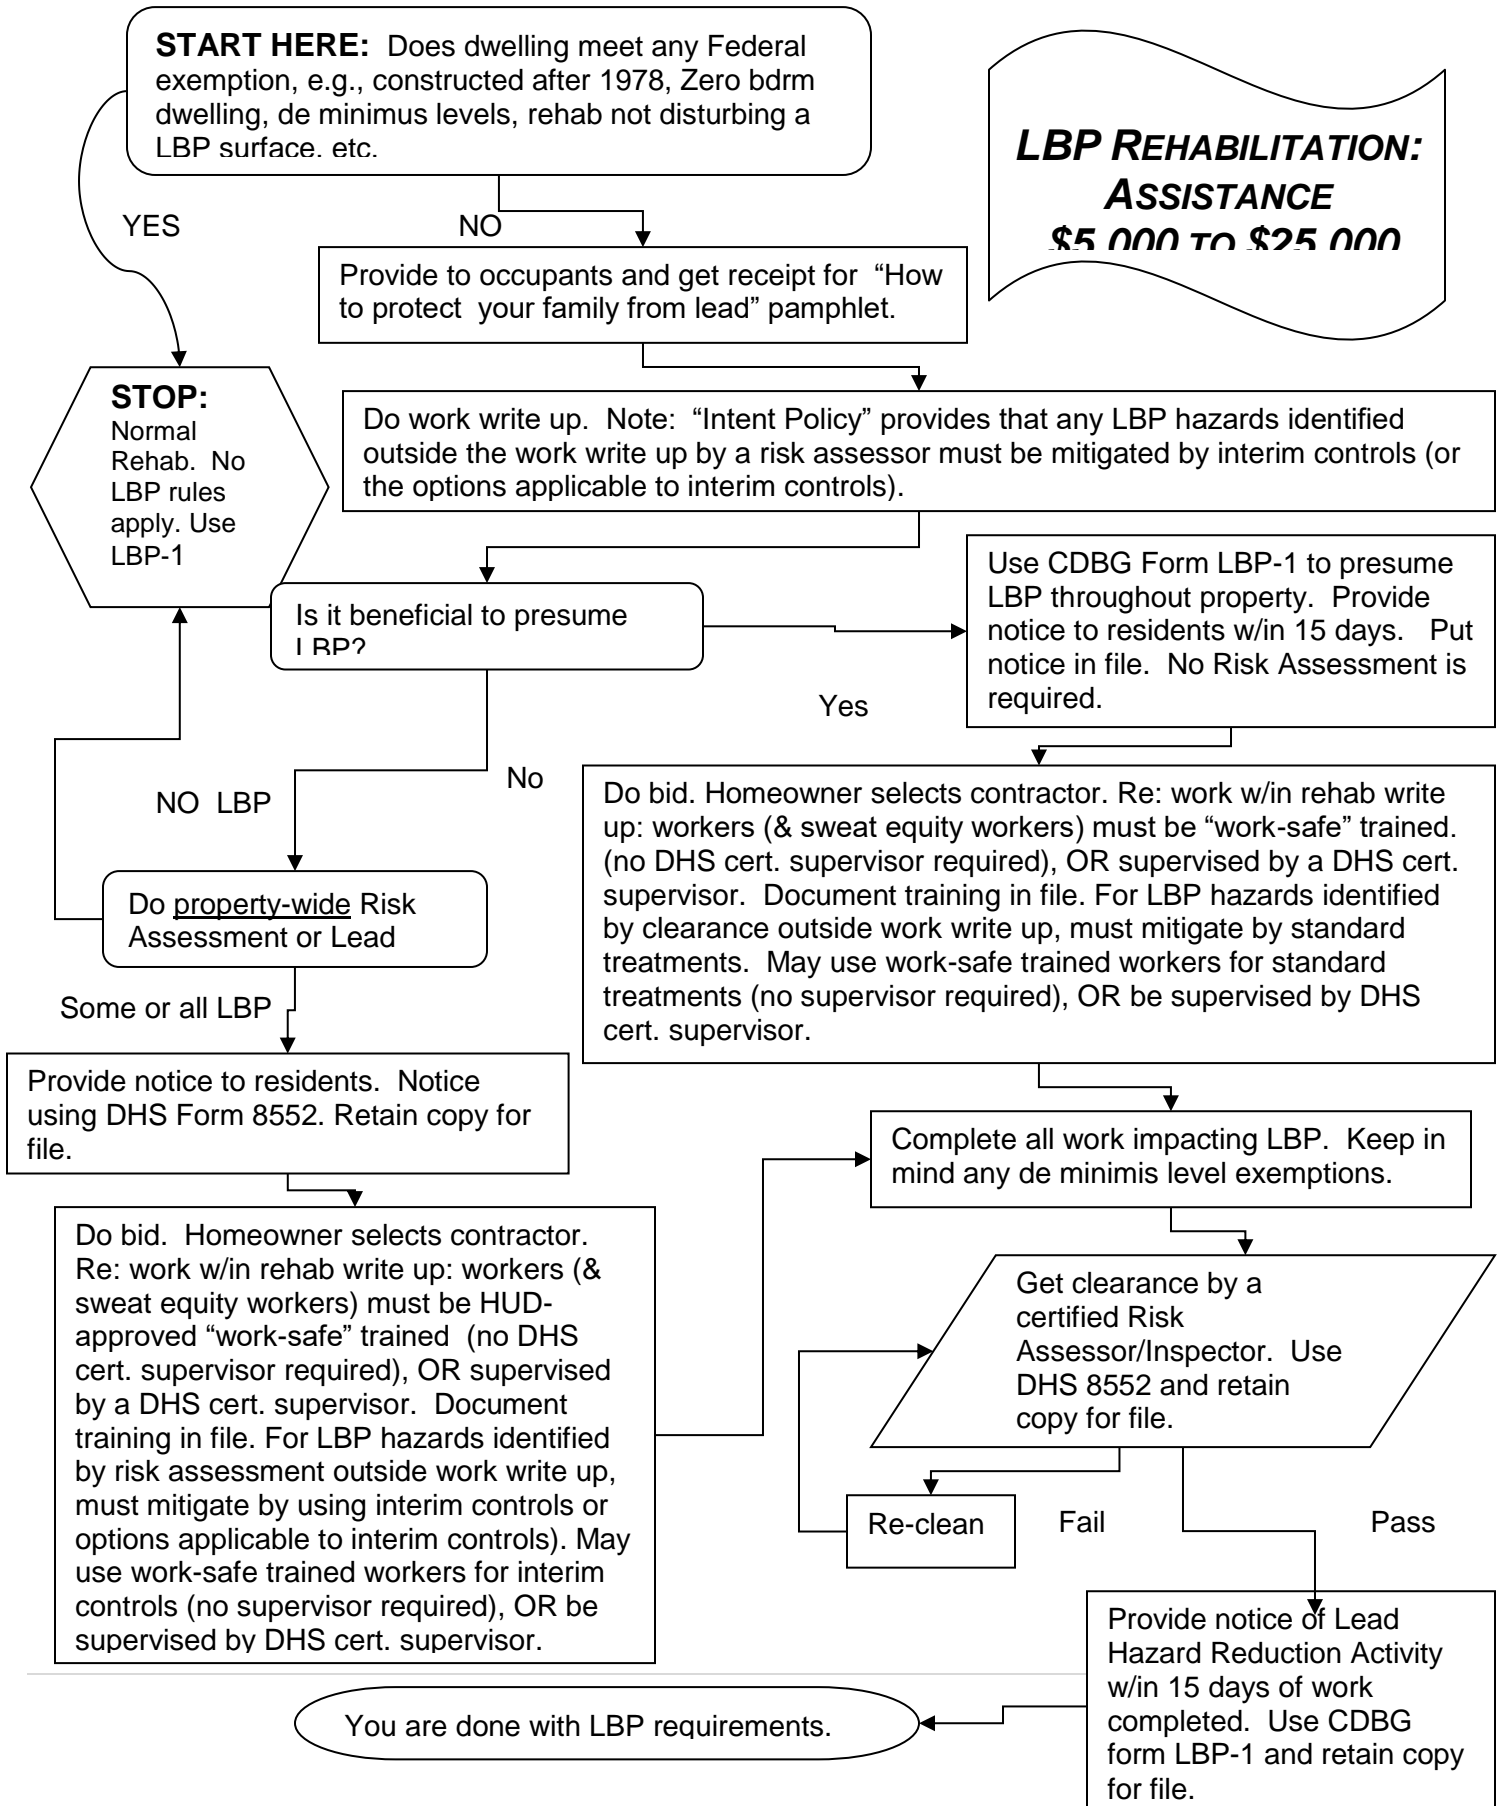 START HERE: Does dwelling meet any Federal
exemption, e.g., constructed after 1978, Zero bdrm
dwelling, de minimus levels, rehab not disturbing a
LBP surface, etc.
LBP REHABILITATION:
ASSISTANCE
$5,000 TO $25,000
YES
NO
Provide to occupants and get receipt for “How
to protect your family from lead” pamphlet.
STOP:
Normal
Rehab. No
LBP rules
apply. Use
LBP-1
Do work write up. Note: “Intent Policy” provides that any LBP hazards identified
outside the work write up by a risk assessor must be mitigated by interim controls (or
the options applicable to interim controls).
Is it beneficial to presume
LBP?
Use CDBG Form LBP-1 to presume
LBP throughout property. Provide
notice to residents w/in 15 days. Put
notice in file. No Risk Assessment is
required.
Yes
No
NO LBP
Do property-wide Risk
Assessment or Lead
Do bid. Homeowner selects contractor. Re: work w/in rehab write
up: workers (& sweat equity workers) must be “work-safe” trained.
(no DHS cert. supervisor required), OR supervised by a DHS cert.
supervisor. Document training in file. For LBP hazards identified
by clearance outside work write up, must mitigate by standard
treatments. May use work-safe trained workers for standard
treatments (no supervisor required), OR be supervised by DHS
cert. supervisor.
Some or all LBP
Provide notice to residents. Notice
using DHS Form 8552. Retain copy for
file.
Complete all work impacting LBP. Keep in
mind any de minimis level exemptions.
Do bid. Homeowner selects contractor.
Re: work w/in rehab write up: workers (&
sweat equity workers) must be HUD-
approved “work-safe” trained (no DHS
cert. supervisor required), OR supervised
by a DHS cert. supervisor. Document
training in file. For LBP hazards identified
by risk assessment outside work write up,
must mitigate by using interim controls or
options applicable to interim controls). May
use work-safe trained workers for interim
controls (no supervisor required), OR be
supervised by DHS cert. supervisor.
Get clearance by a
certified Risk
Assessor/Inspector. Use
DHS 8552 and retain
copy for file.
Re-clean
Fail
Pass
Provide notice of Lead
Hazard Reduction Activity
w/in 15 days of work
completed. Use CDBG
form LBP-1 and retain copy
for file.
You are done with LBP requirements.